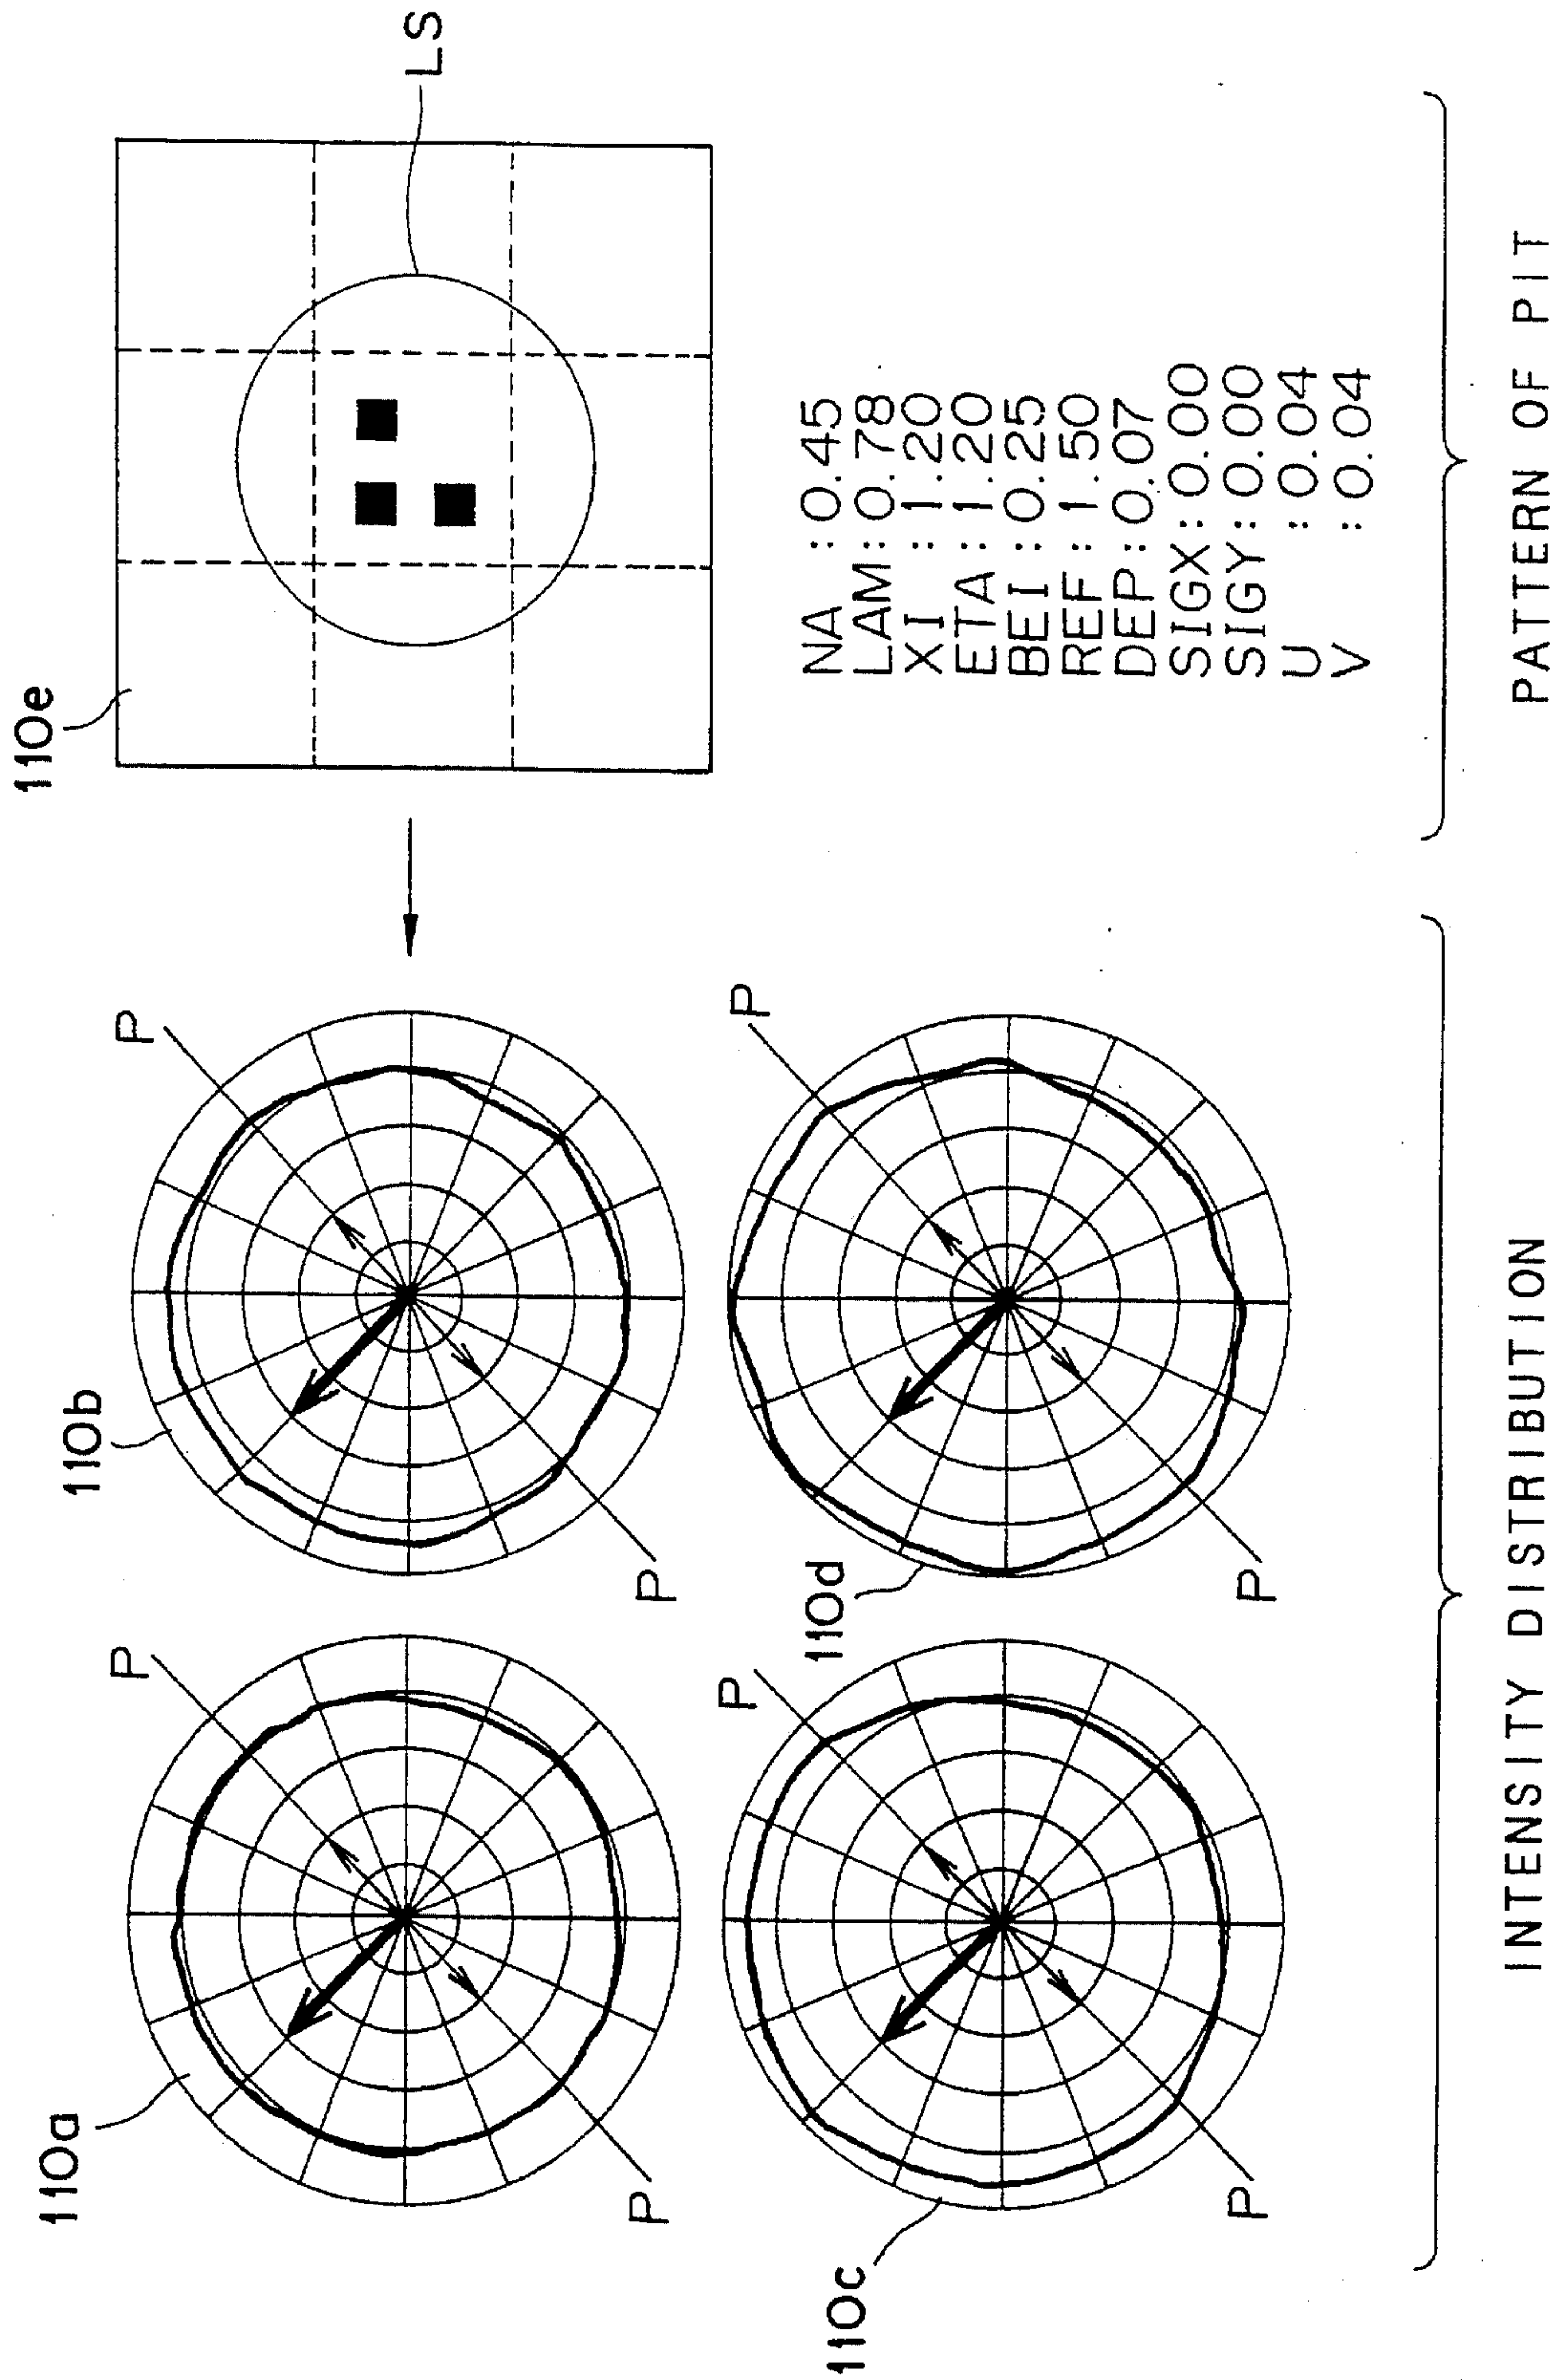 110a
P
P
110b
P
P
110c
P
P
110d
P
P
INTENSITY DISTRIBUTION
110e
LS
NA : 0.45
LAM : 0.78
XI : 1.20
ETA : 1.20
BEI : 0.25
REF : 1.50
DEP : 0.07
SIGX : 0.00
SIGY : 0.00
U : 0.04
V : 0.04
PATTERN OF PIT